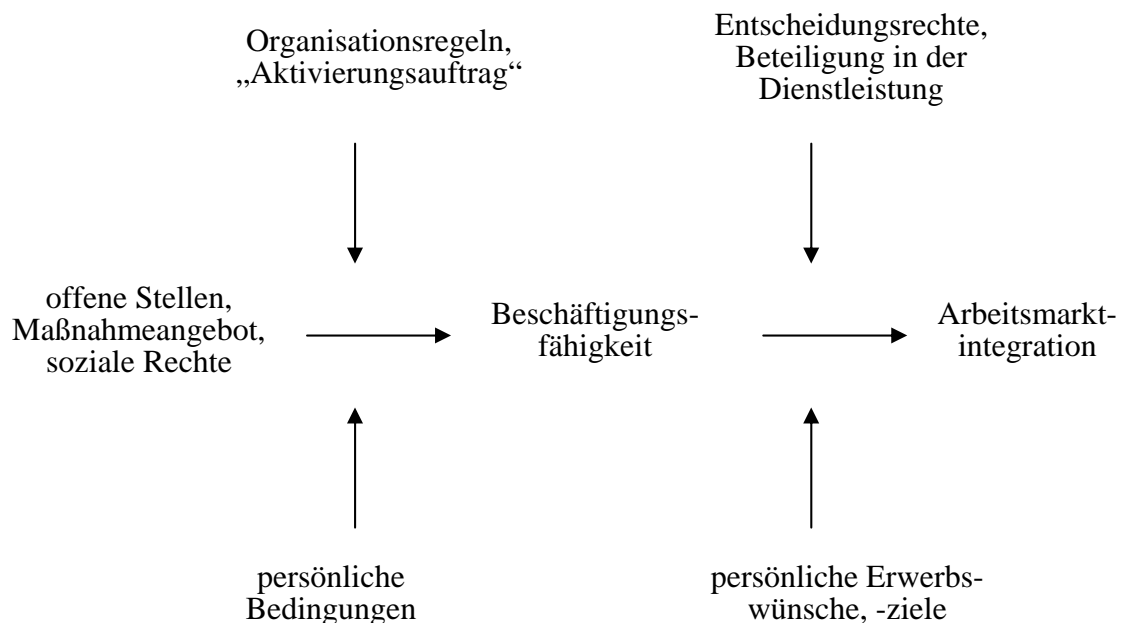 Organisationsregeln,
„Aktivierungsauftrag“
Entscheidungsrechte,
Beteiligung in der
Dienstleistung
offene Stellen,
Maßnahmeangebot,
soziale Rechte
Beschäftigungs-
fähigkeit
Arbeitsmarkt-
integration
persönliche
Bedingungen
persönliche Erwerbs-
wünsche, -ziele